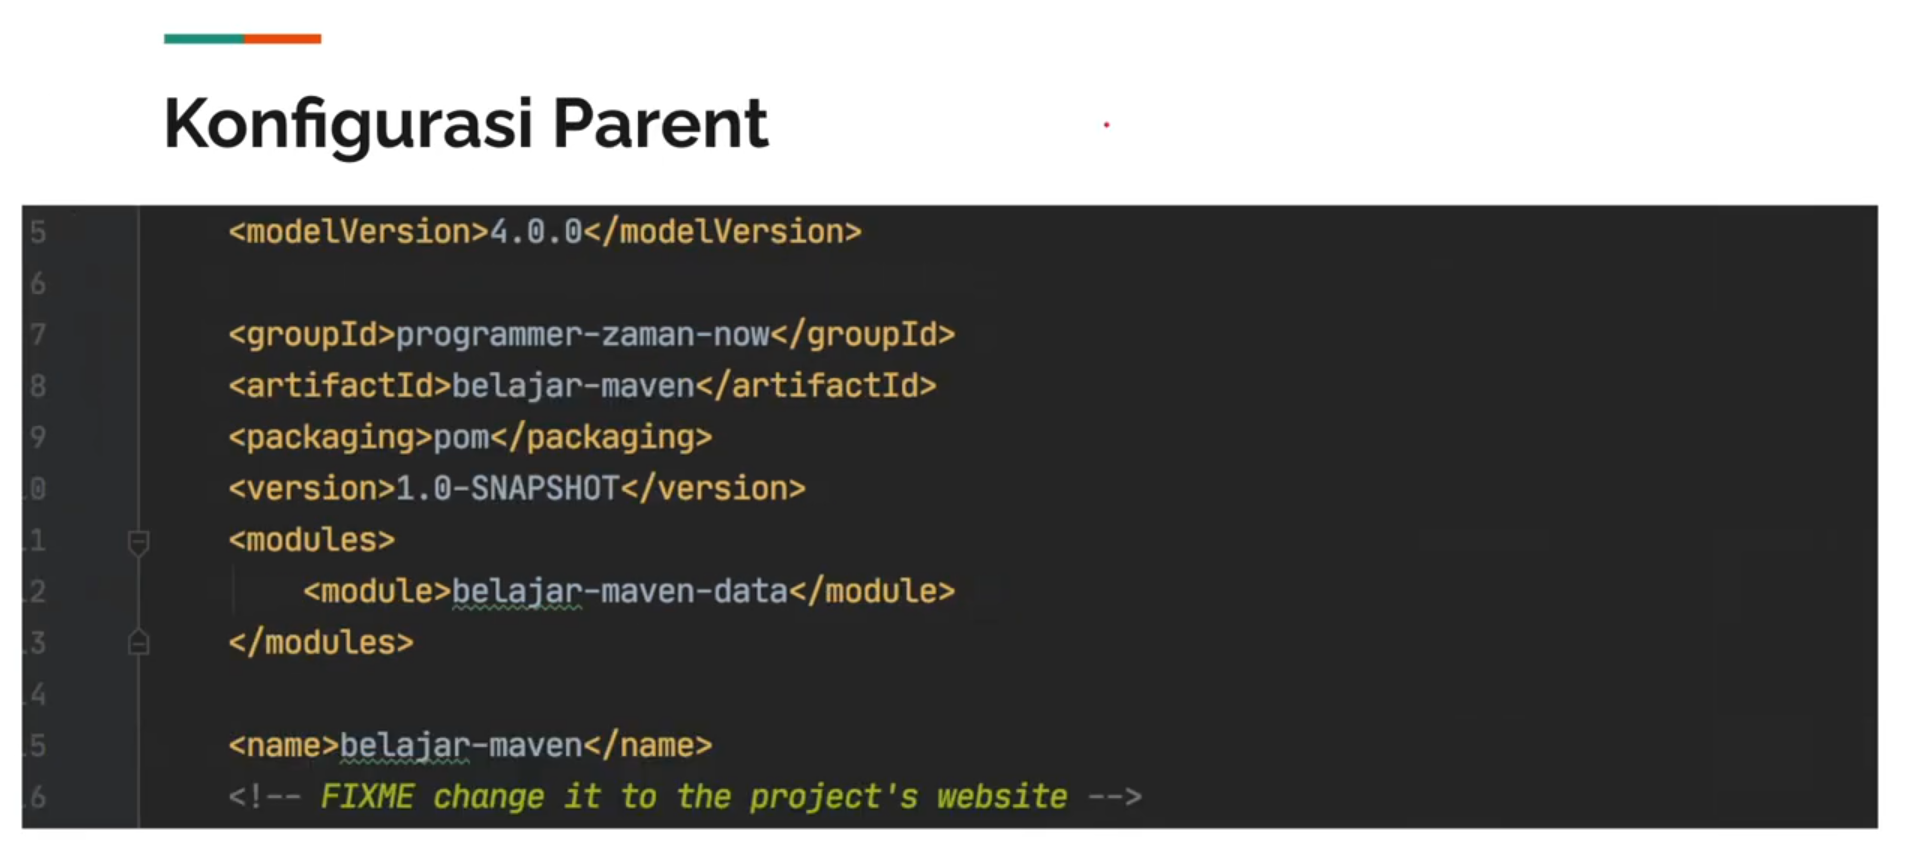 Konfigurasi Parent
5 <modelVersion>4.0.0</modelVersion>
6
7 <groupId>programmer-zaman-now</groupId>
8 <artifactId>belajar-maven</artifactId>
9 <packaging>pom</packaging>
0 <version>1.0-SNAPSHOT</version>
1 <modules>
2 <module>belajar-maven-data</module>
3 </modules>
4
5 <name>belajar-maven</name>
6 <!-- FIXME change it to the project's website -->